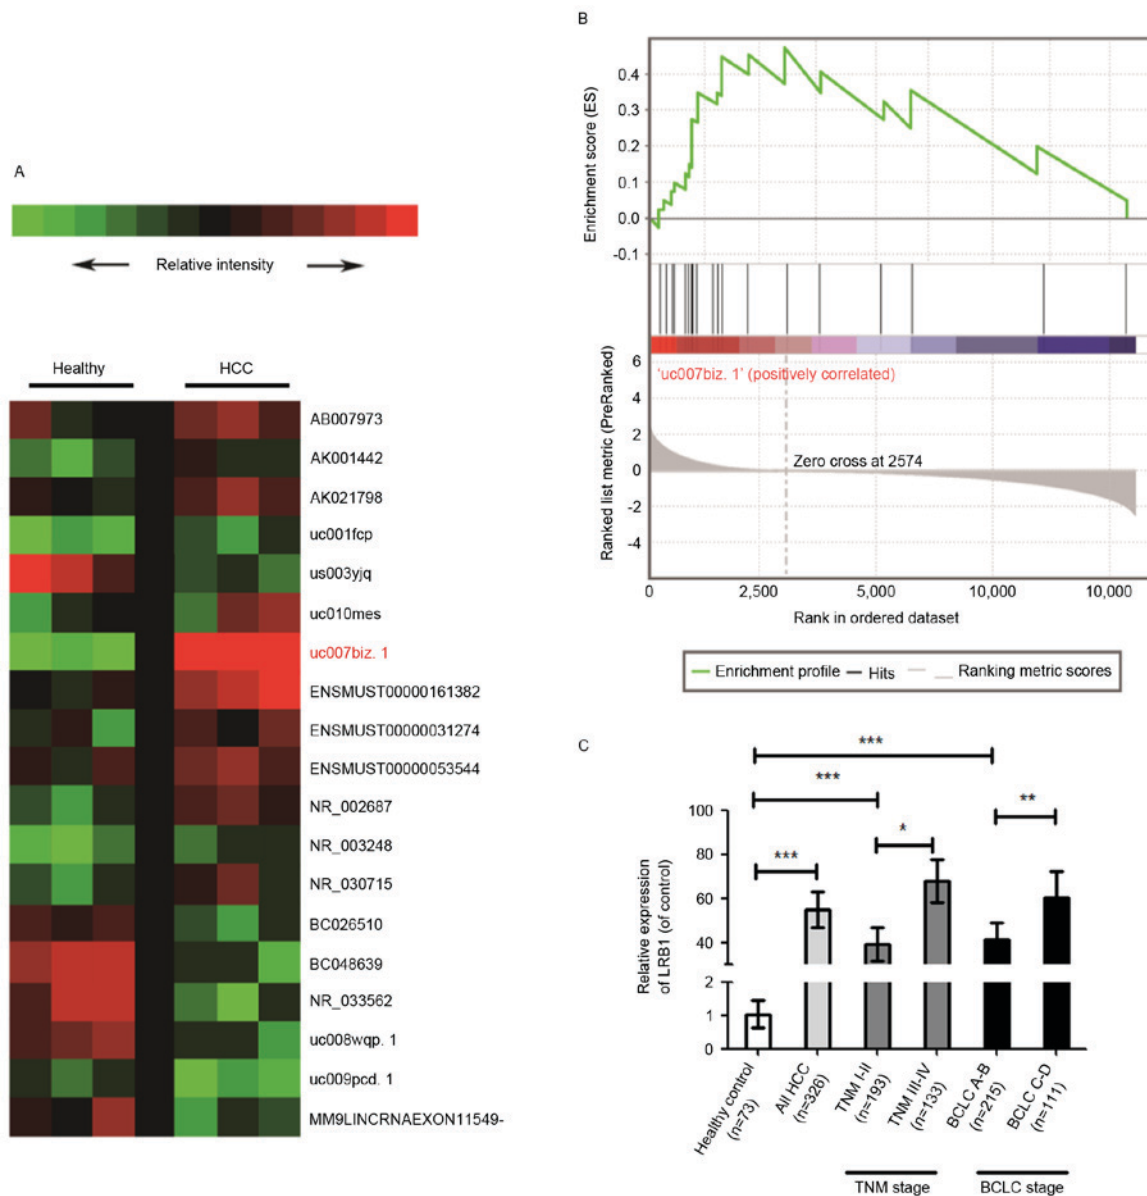 A
Relative intensity
Healthy
HCC
AB007973
AK001442
AK021798
uc001fcp
us003yjq
uc010mes
uc007biz. 1
ENSMUST00000161382
ENSMUST00000031274
ENSMUST00000053544
NR_002687
NR_003248
NR_030715
BC026510
BC048639
NR_033562
uc008wqp. 1
uc009pcd. 1
MM9LINCRNAEXON11549-
B
Enrichment score (ES)
0.4
0.3
0.2
0.1
0.0
-0.1
Ranked list metric (PreRanked)
6
4
2
0
-2
-4
'uc007biz. 1' (positively correlated)
Zero cross at 2574
0
2,500
5,000
10,000
10,000
Rank in ordered dataset
Enrichment profile
Hits
Ranking metric scores
C
Relative expression
of LRB1 (of control)
100
80
60
40
2
1
0
***
***
***
*
**
Healthy control
(n=73)
All HCC
(n=326)
TNM I-II
(n=193)
TNM III-IV
(n=133)
BCLC A-B
(n=215)
BCLC C-D
(n=111)
TNM stage
BCLC stage